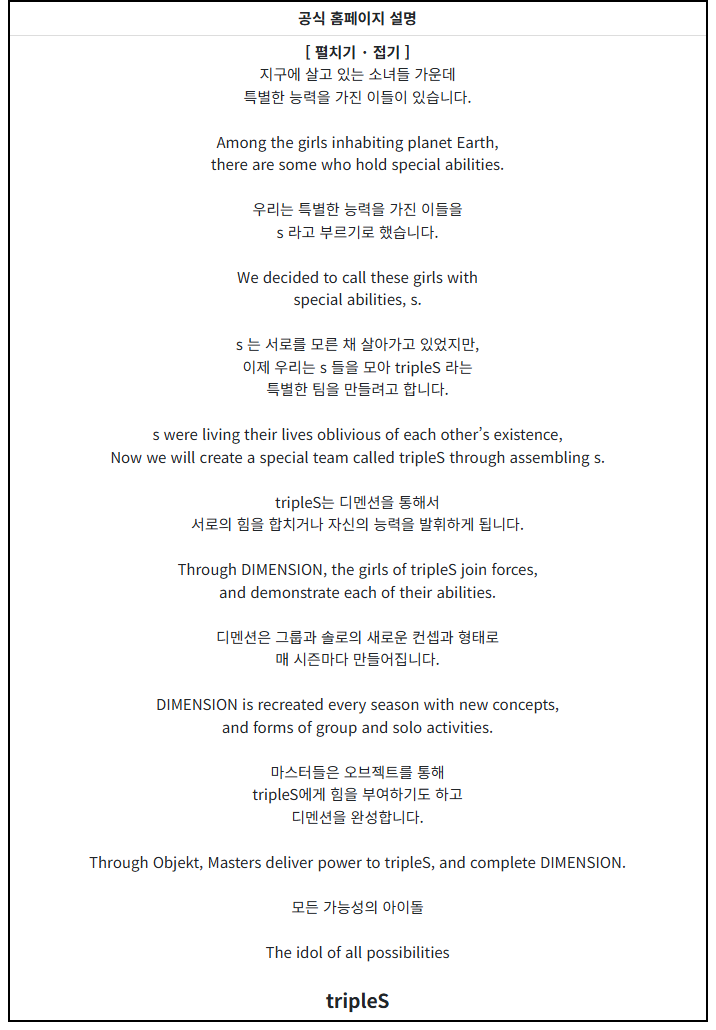 공식 홈페이지 설명
[ 펼치기 · 접기 ]
지구에 살고 있는 소녀들 가운데
특별한 능력을 가진 이들이 있습니다.
Among the girls inhabiting planet Earth,
there are some who hold special abilities.
우리는 특별한 능력을 가진 이들을
s 라고 부르기로 했습니다.
We decided to call these girls with
special abilities, s.
s 는 서로를 모른 채 살아가고 있었지만,
이제 우리는 s 들을 모아 tripleS 라는
특별한 팀을 만들려고 합니다.
s were living their lives oblivious of each other’s existence,
Now we will create a special team called tripleS through assembling s.
tripleS는 디멘션을 통해서
서로의 힘을 합치거나 자신의 능력을 발휘하게 됩니다.
Through DIMENSION, the girls of tripleS join forces,
and demonstrate each of their abilities.
디멘션은 그룹과 솔로의 새로운 컨셉과 형태로
매 시즌마다 만들어집니다.
DIMENSION is recreated every season with new concepts,
and forms of group and solo activities.
마스터들은 오브젝트를 통해
tripleS에게 힘을 부여하기도 하고
디멘션을 완성합니다.
Through Objekt, Masters deliver power to tripleS, and complete DIMENSION.
모든 가능성의 아이돌
The idol of all possibilities
tripleS